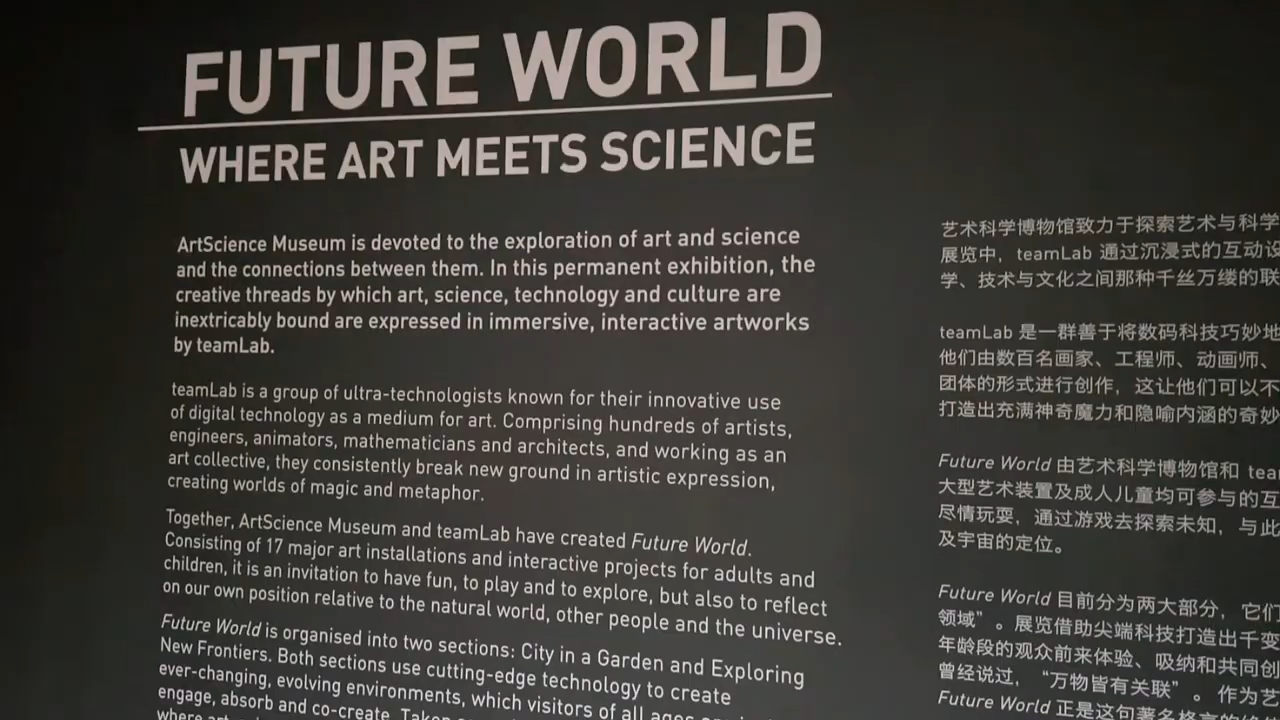 FUTURE WORLD
WHERE ART MEETS SCIENCE
ArtScience Museum is devoted to the exploration of art and science
and the connections between them. In this permanent exhibition, the
creative threads by which art, science, technology and culture are
inextricably bound are expressed in immersive, interactive artworks
by teamLab.
teamLab is a group of ultra-technologists known for their innovative use
of digital technology as a medium for art. Comprising hundreds of artists,
engineers, animators, mathematicians and architects, and working as an
art collective, they consistently break new ground in artistic expression,
creating worlds of magic and metaphor.
Together, ArtScience Museum and teamLab have created Future World.
Consisting of 17 major art installations and interactive projects for adults and
children, it is an invitation to have fun, to play and to explore, but also to reflect
on our own position relative to the natural world, other people and the universe.
Future World is organised into two sections: City in a Garden and Exploring
New Frontiers. Both sections use cutting-edge technology to create
ever-changing, evolving environments, which visitors of all ages
engage, absorb and co-create.
艺术科学博物馆致力于探索艺术与科学
展览中，teamLab 通过沉浸式的互动设
学、技术与文化之间那种千丝万缕的联
teamLab 是一群善于将数码科技巧妙地
他们由数百名画家、工程师、动画师、
团体的形式进行创作，这让他们可以不
打造出充满神奇魔力和隐喻内涵的奇妙
Future World 由艺术科学博物馆和 tea
大型艺术装置及成人儿童均可参与的互
尽情玩耍，通过游戏去探索未知，与此
及宇宙的定位。
Future World 目前分为两大部分，它们
领域”。展览借助尖端科技打造出千变
年龄段的观众前来体验、吸纳和共同创
曾经说过，“万物皆有关联”。作为艺
Future World 正是这句著名格言的